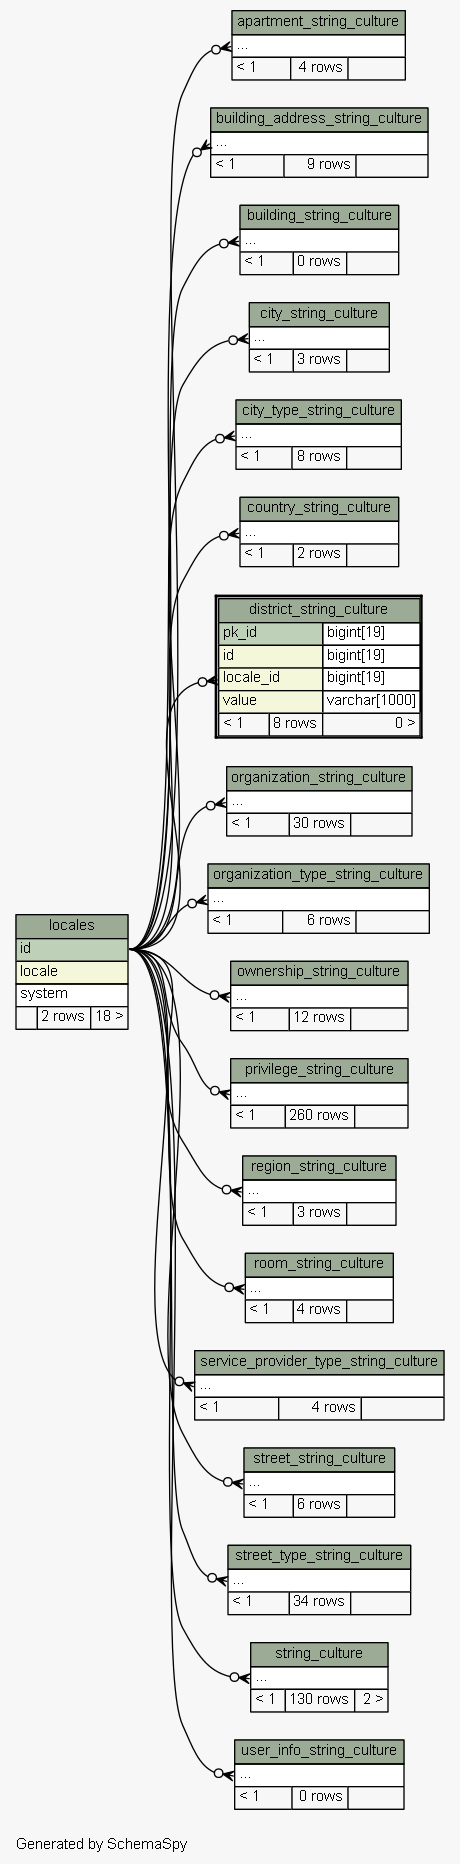 apartment_string_culture
...
< 1 4 rows
building_address_string_culture
...
< 1 9 rows
building_string_culture
...
< 1 0 rows
city_string_culture
...
< 1 3 rows
city_type_string_culture
...
< 1 8 rows
country_string_culture
...
< 1 2 rows
district_string_culture
pk_id bigint[19]
id bigint[19]
locale_id bigint[19]
value varchar[1000]
< 1 8 rows 0 >
organization_string_culture
...
< 1 30 rows
organization_type_string_culture
...
< 1 6 rows
locales
id
locale
system
2 rows 18 >
ownership_string_culture
...
< 1 12 rows
privilege_string_culture
...
< 1 260 rows
region_string_culture
...
< 1 3 rows
room_string_culture
...
< 1 4 rows
service_provider_type_string_culture
...
< 1 4 rows
street_string_culture
...
< 1 6 rows
street_type_string_culture
...
< 1 34 rows
string_culture
...
< 1 130 rows 2 >
user_info_string_culture
...
< 1 0 rows
Generated by SchemaSpy